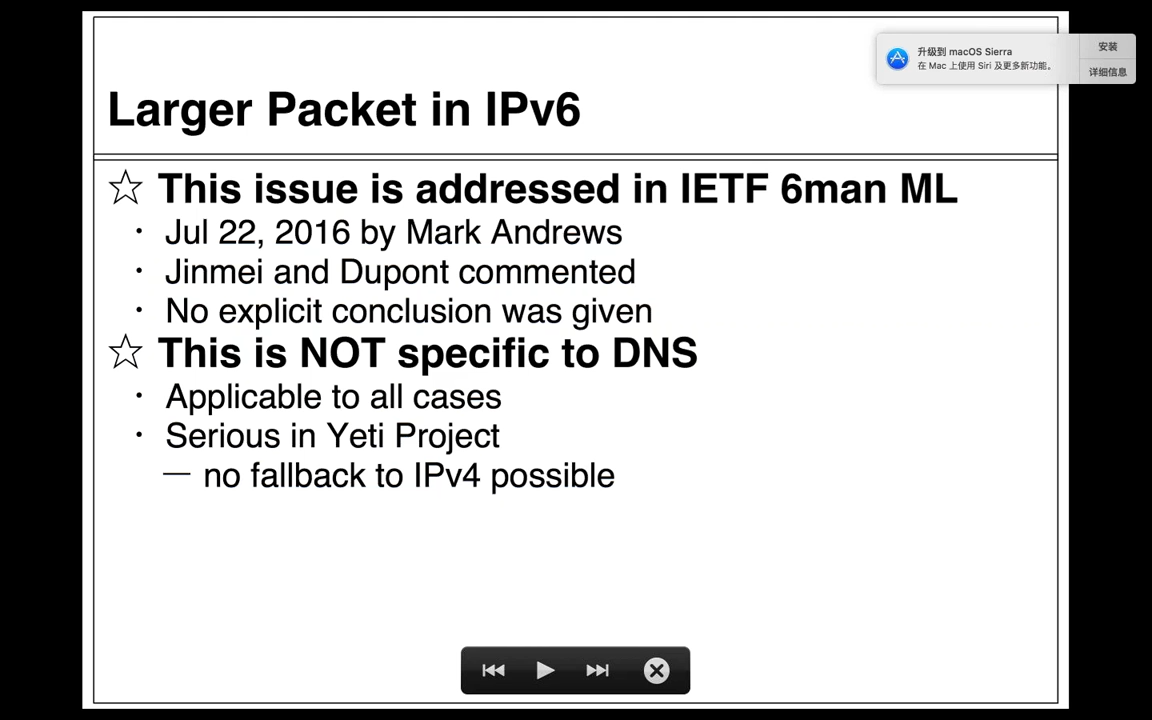 升级到 macOS Sierra
在 Mac 上使用 Siri 及更多新功能。
安装
详细信息
Larger Packet in IPv6
☆ This issue is addressed in IETF 6man ML
· Jul 22, 2016 by Mark Andrews
· Jinmei and Dupont commented
· No explicit conclusion was given
☆ This is NOT specific to DNS
· Applicable to all cases
· Serious in Yeti Project
— no fallback to IPv4 possible